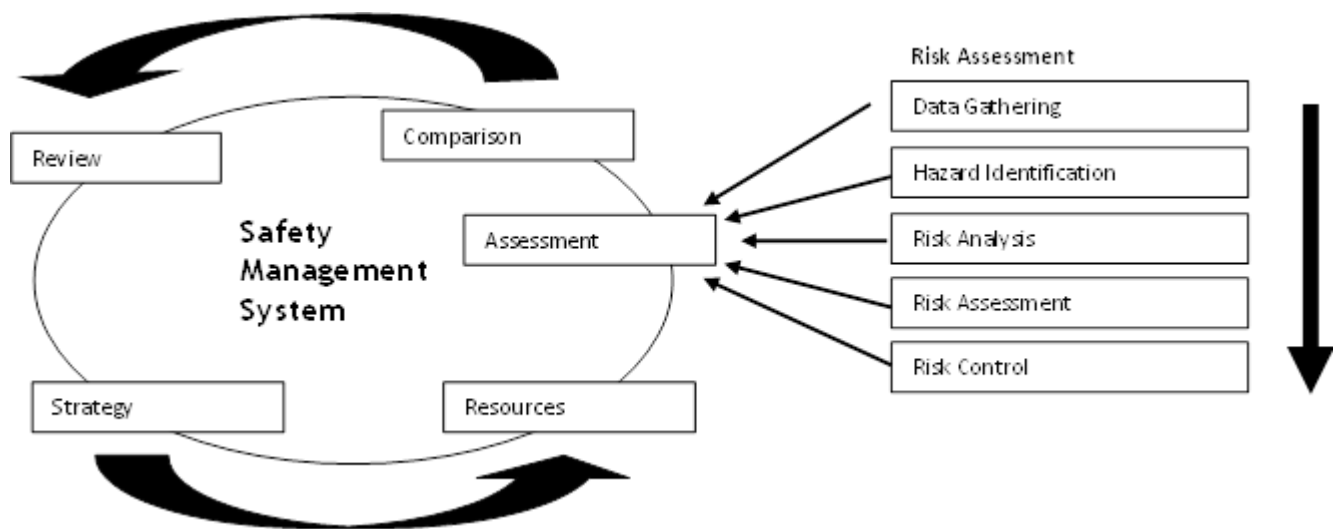 Risk Assessment
Data Gathering
Comparison
Review
Hazard Identification
Safety
Management
System
Assessment
Risk Analysis
Risk Assessment
Risk Control
Strategy
Resources